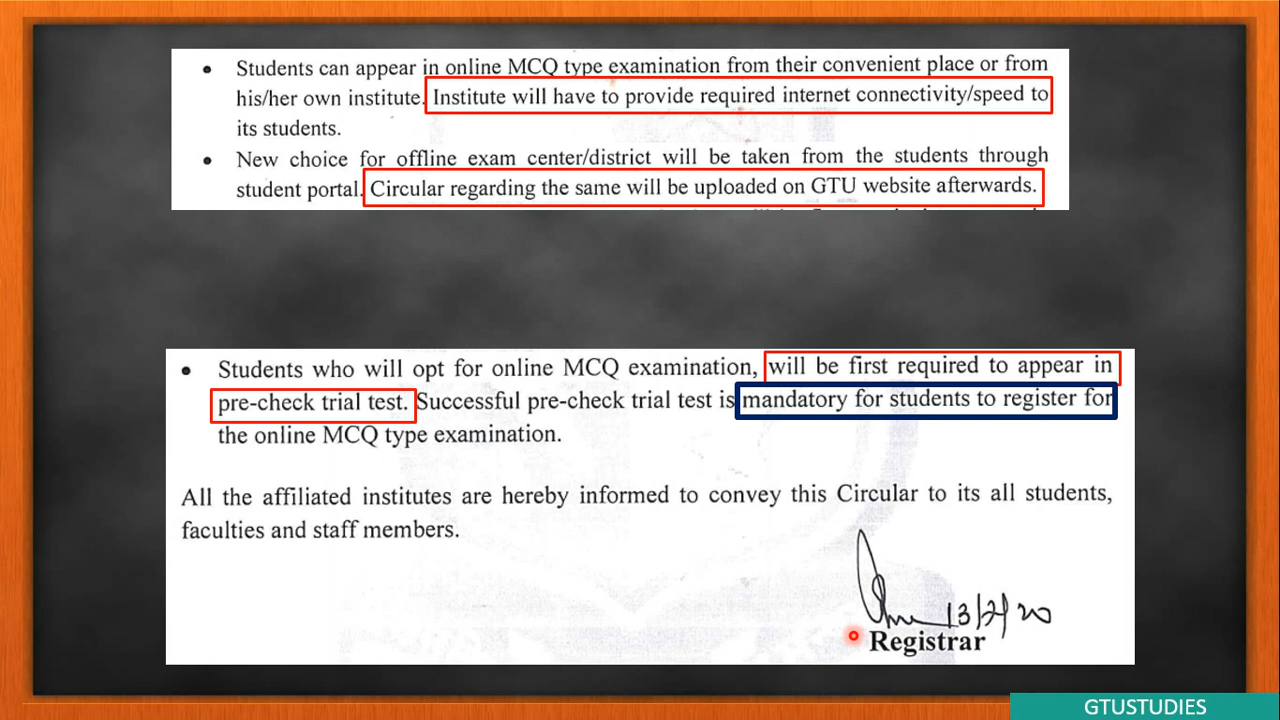 • Students can appear in online MCQ type examination from their convenient place or from
his/her own institute. Institute will have to provide required internet connectivity/speed to
its students.
• New choice for offline exam center/district will be taken from the students through
student portal. Circular regarding the same will be uploaded on GTU website afterwards.
• Students who will opt for online MCQ examination, will be first required to appear in
pre-check trial test. Successful pre-check trial test is mandatory for students to register for
the online MCQ type examination.
All the affiliated institutes are hereby informed to convey this Circular to its all students,
faculties and staff members.
Registrar
GTUSTUDIES